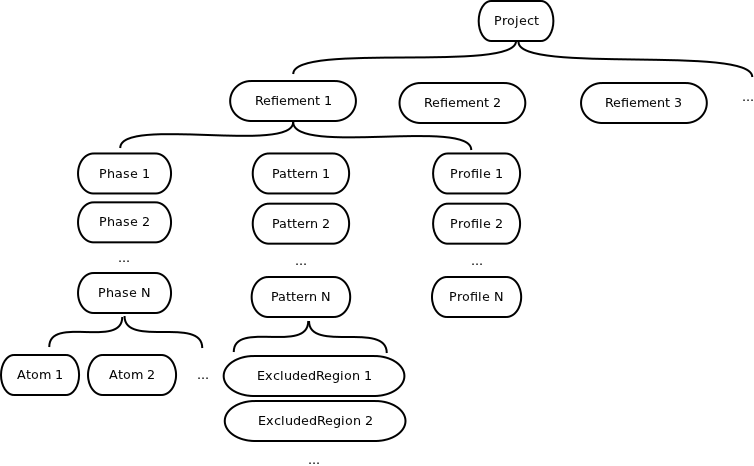 Project
Refiement 1
Refiement 2
Refiement 3
...
Phase 1
Pattern 1
Profile 1
Phase 2
Pattern 2
Profile 2
...
...
...
Phase N
Pattern N
Profile N
Atom 1
Atom 2
...
ExcludedRegion 1
ExcludedRegion 2
...